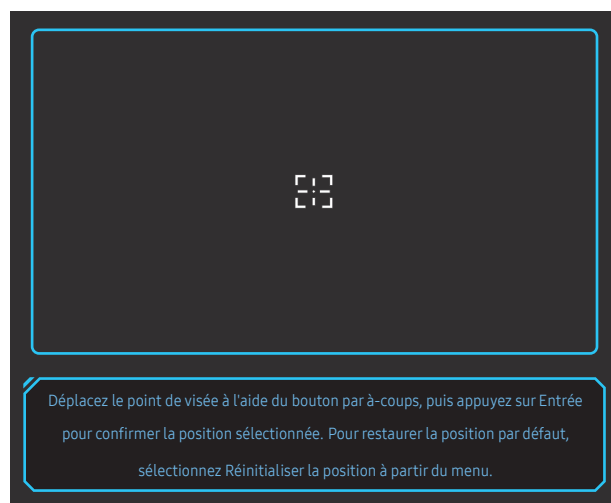 Déplacez le point de visée à l'aide du bouton par à-coups, puis appuyez sur Entrée
pour confirmer la position sélectionnée. Pour restaurer la position par défaut,
sélectionnez Réinitialiser la position à partir du menu.